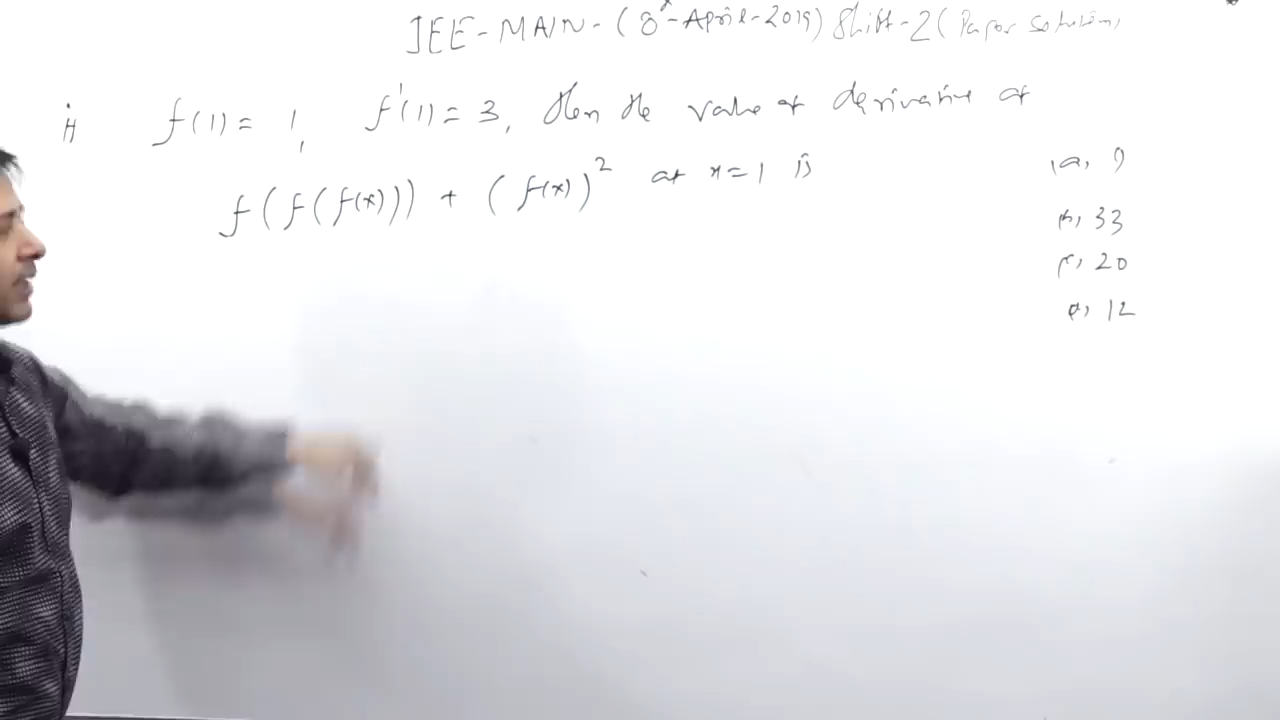 JEE-MAIN-(8-April-2019) Shift-2 (Paper solution)
If f(1) = 1, f'(1) = 3, then the value of derivative of
f(f(f(x))) + (f(x))² at x=1 is
(a, 9
b, 33
c, 20
d, 12